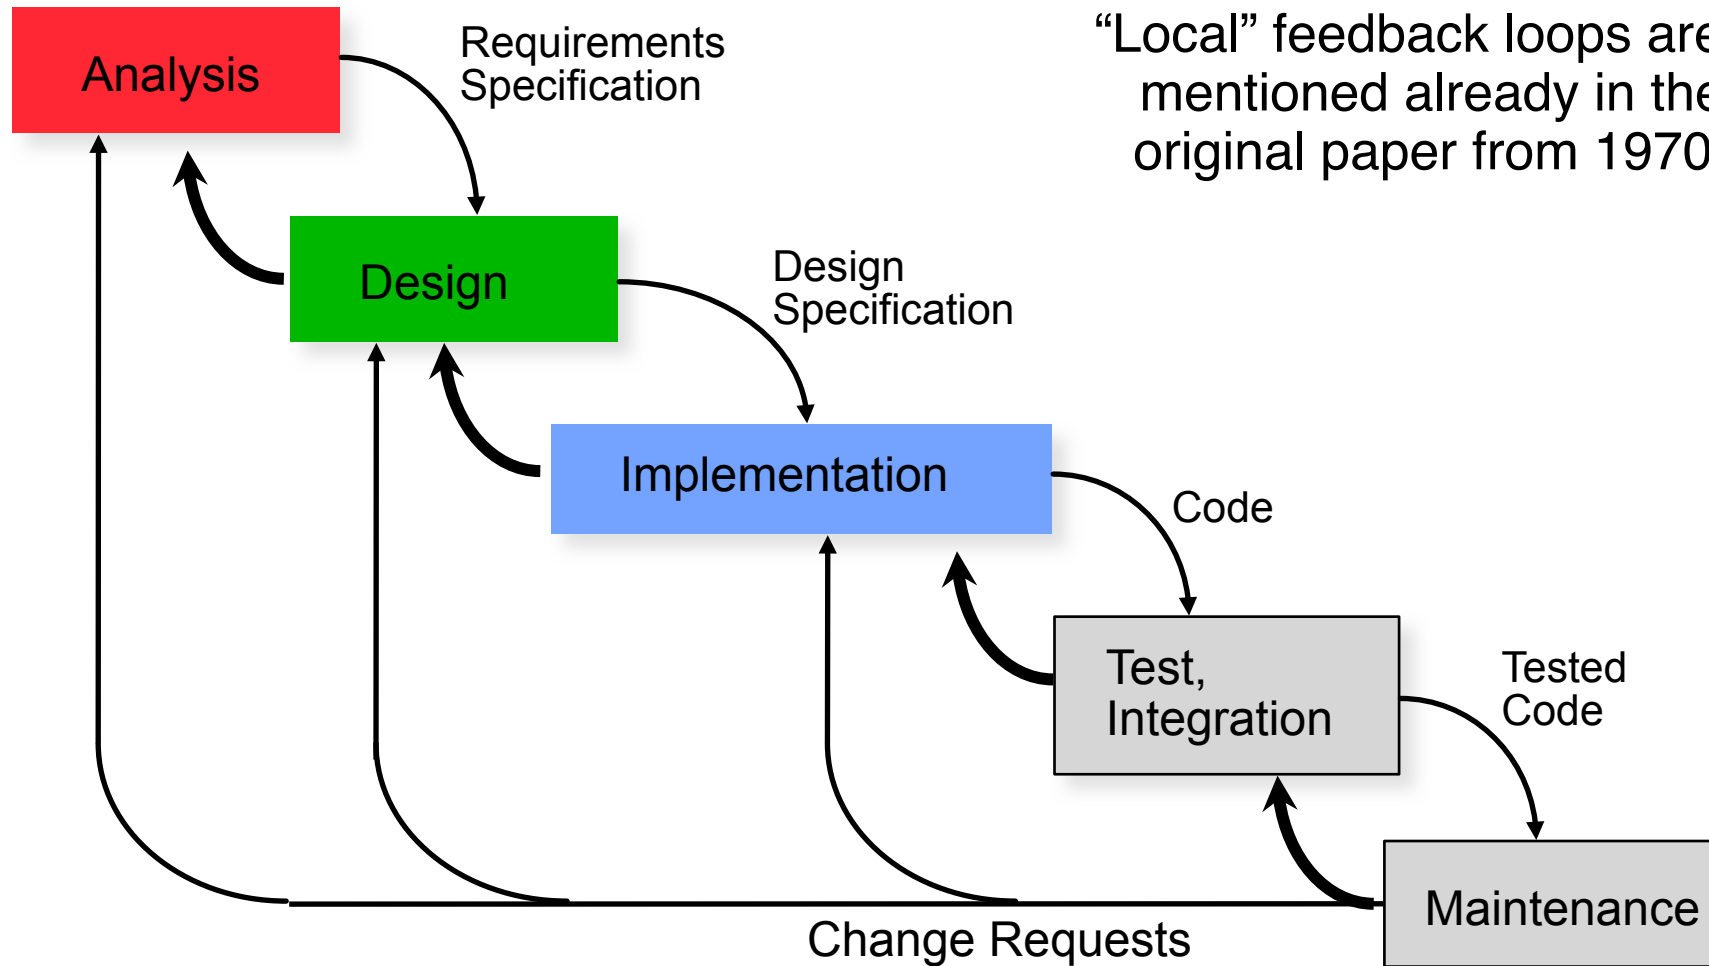 Analysis
Requirements
Specification
“Local” feedback loops are
mentioned already in the
original paper from 1970
Design
Design
Specification
Implementation
Code
Test,
Integration
Tested
Code
Maintenance
Change Requests